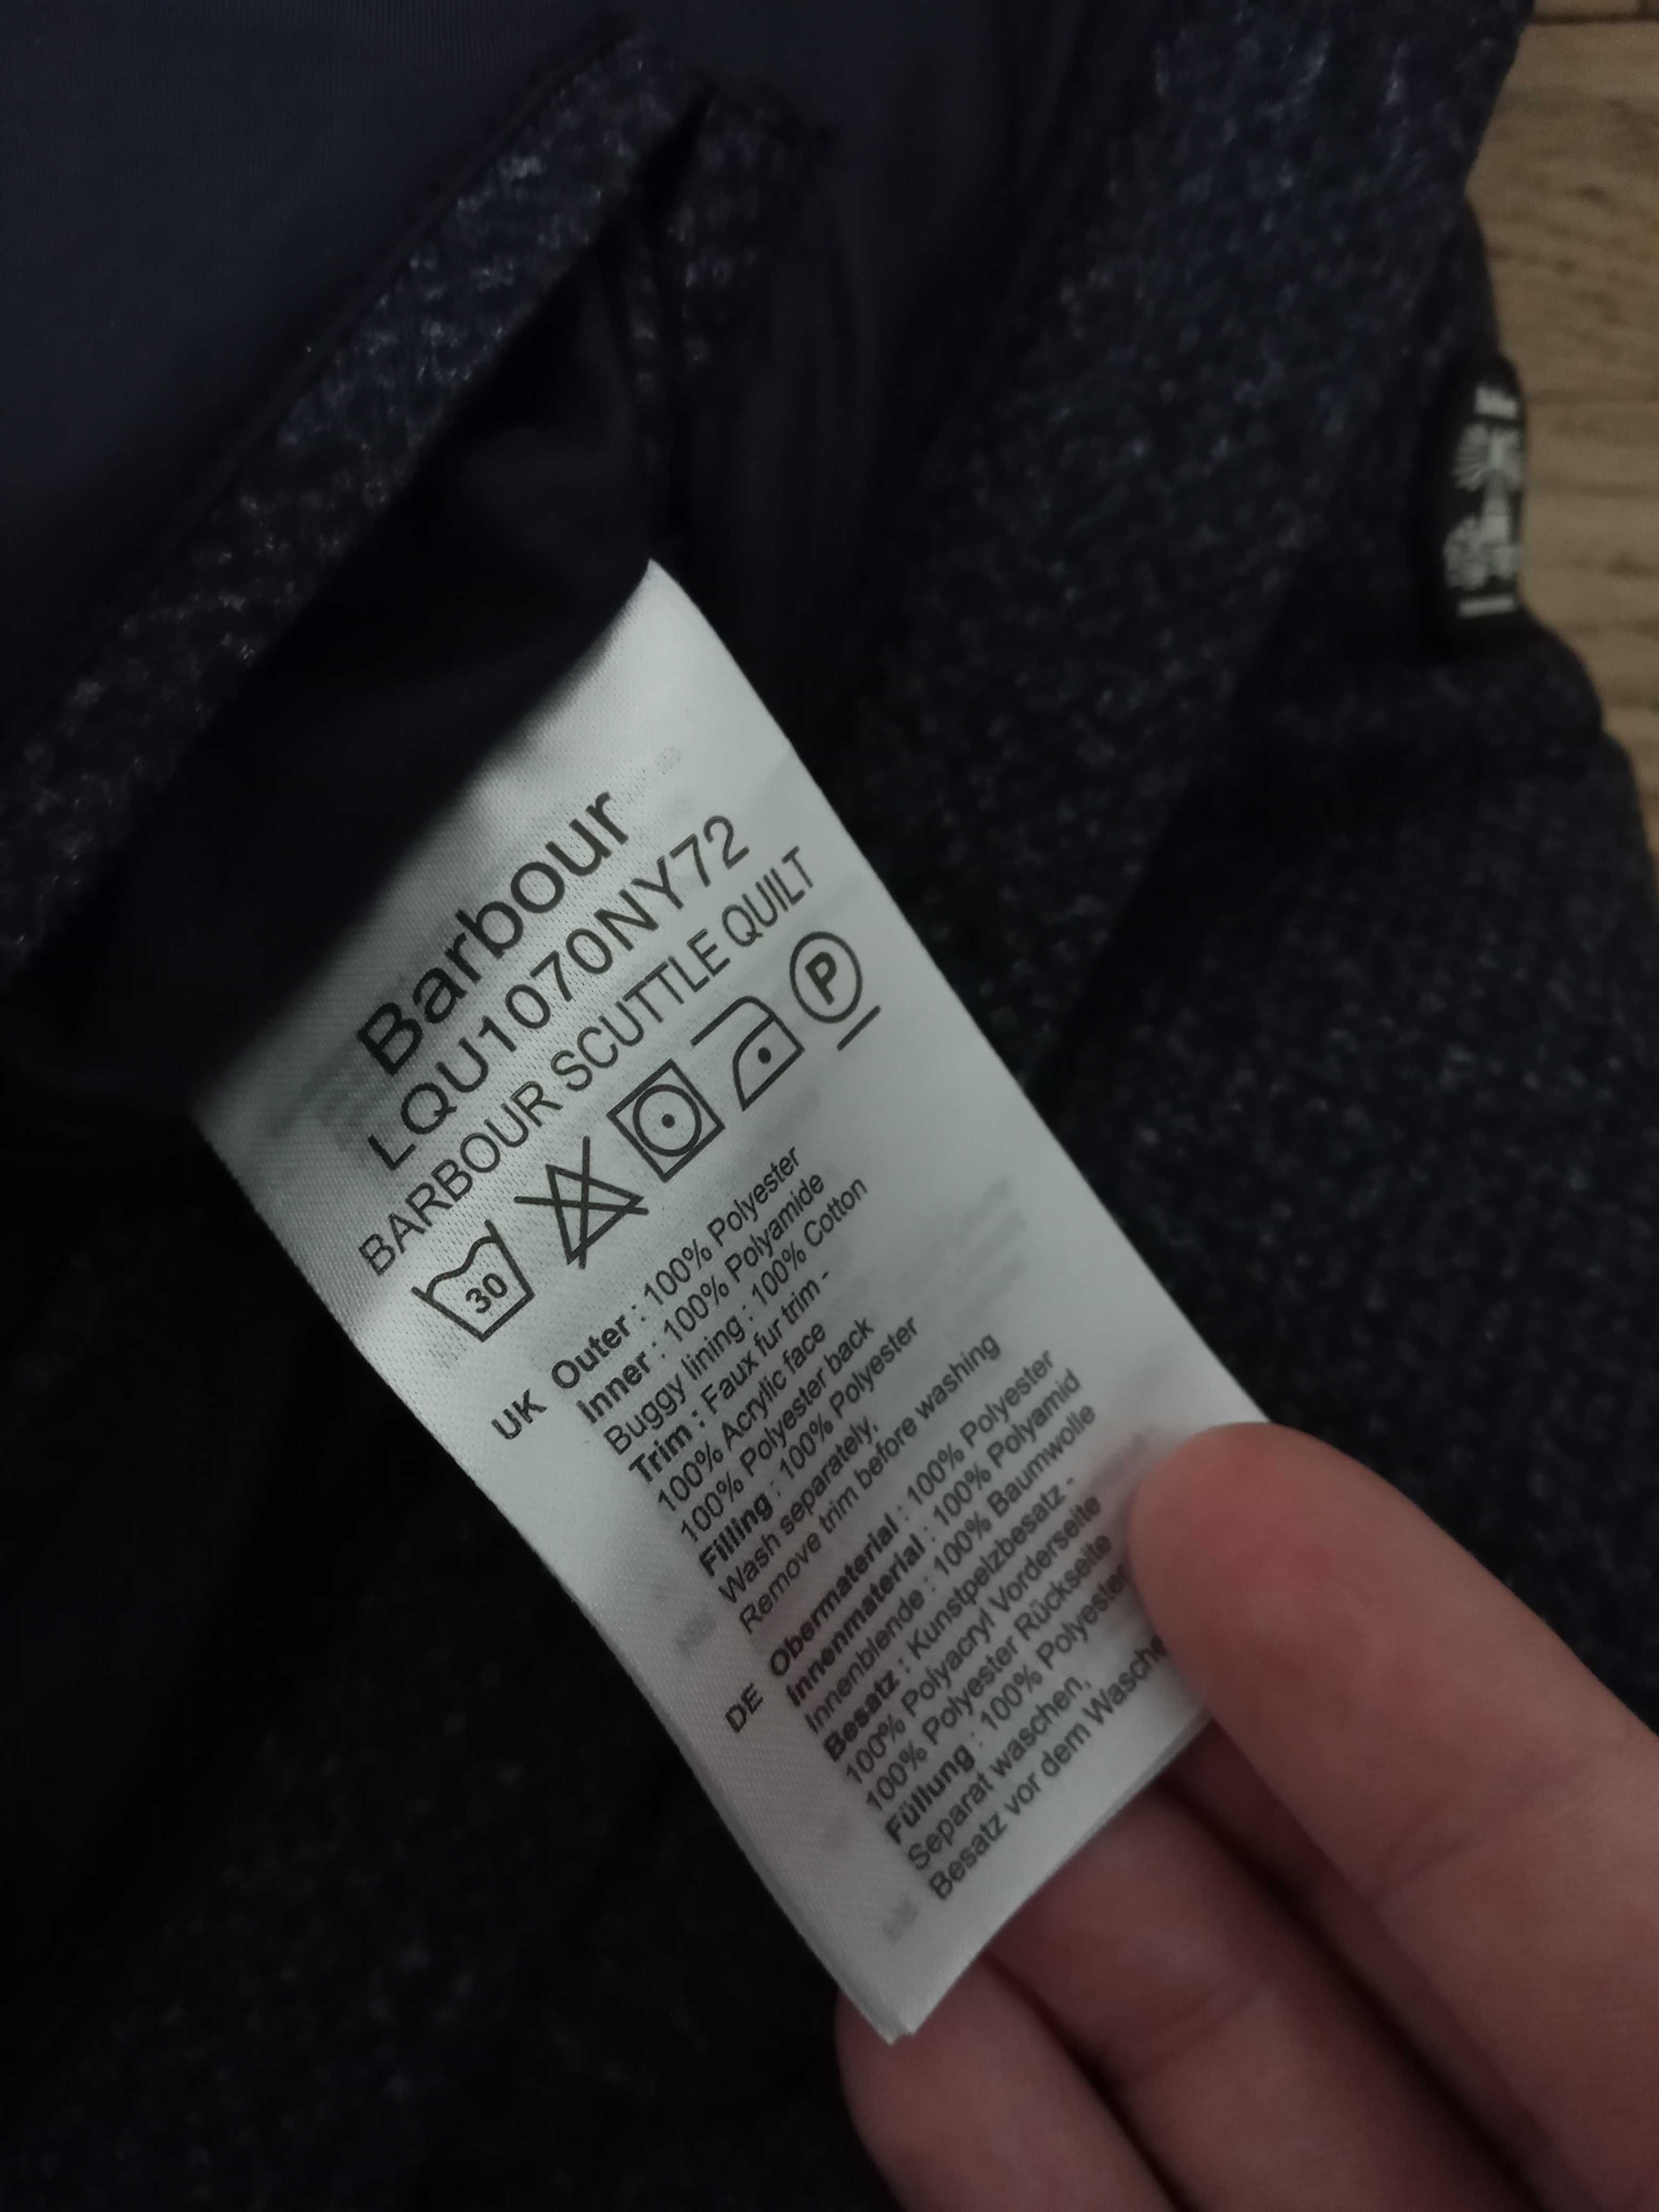 Barbour
LQU1070NY72
BARBOUR SCUTTLE QUILT
30
P
UK Outer : 100% Polyester
Inner : 100% Polyamide
Buggy lining : 100% Cotton
Trim : Faux fur trim -
100% Acrylic face
100% Polyester back
Filling : 100% Polyester
Wash separately,
Remove trim before washing
DE Obermaterial : 100% Polyester
Innenmaterial : 100% Polyamid
Innenblende : 100% Baumwolle
Besatz : Kunstpelzbesatz -
100% Polyacryl Vorderseite
100% Polyester Rückseite
Füllung : 100% Polyester
Separat waschen,
Besatz vor dem Wasche